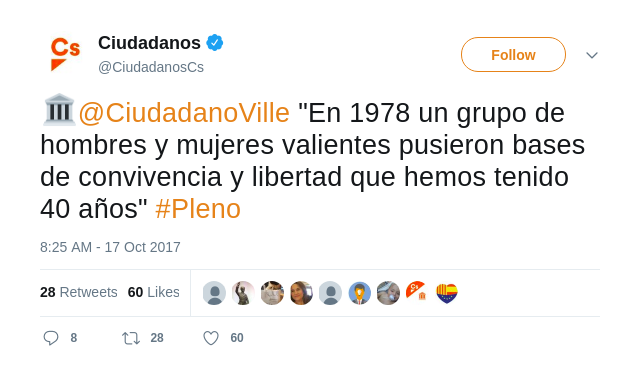 Cs
Ciudadanos
@CiudadanosCs
Follow
@CiudadanoVille "En 1978 un grupo de
hombres y mujeres valientes pusieron bases
de convivencia y libertad que hemos tenido
40 años" #Pleno
8:25 AM - 17 Oct 2017
28 Retweets 60 Likes
8 28 60